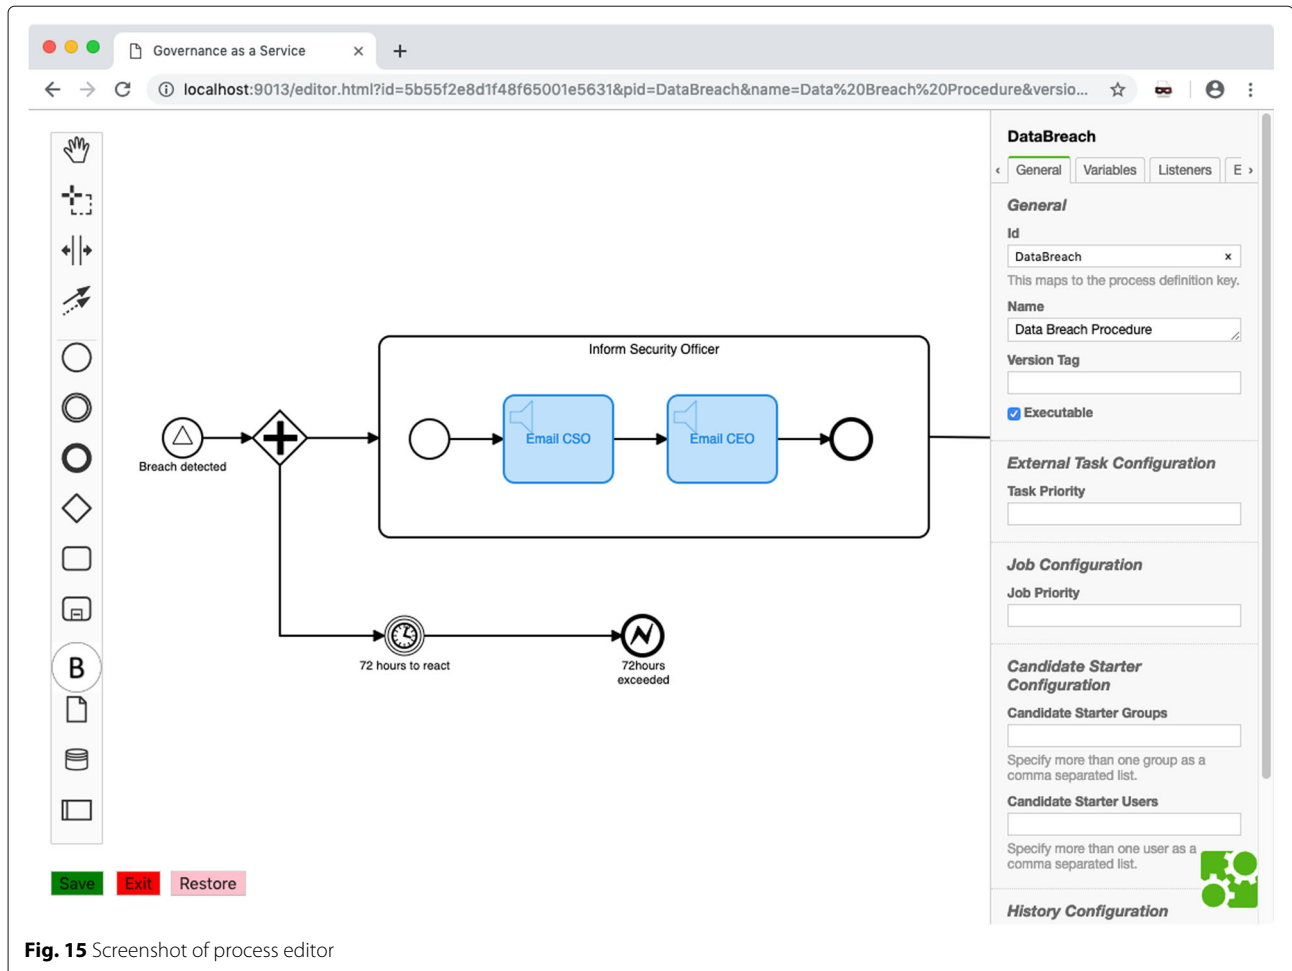 Governance as a Service
localhost:9013/editor.html?id=5b55f2e8d1f48f65001e5631&pid=DataBreach&name=Data%20Breach%20Procedure&versio...
DataBreach
General Variables Listeners E
General
Id
DataBreach
This maps to the process definition key.
Name
Data Breach Procedure
Version Tag
Executable
External Task Configuration
Task Priority
Job Configuration
Job Priority
Candidate Starter
Configuration
Candidate Starter Groups
Specify more than one group as a
comma separated list.
Candidate Starter Users
Specify more than one user as a
comma separated list.
History Configuration
Inform Security Officer
Email CSO
Email CEO
Breach detected
72 hours to react
72hours
exceeded
B
Save Exit Restore
Fig. 15 Screenshot of process editor